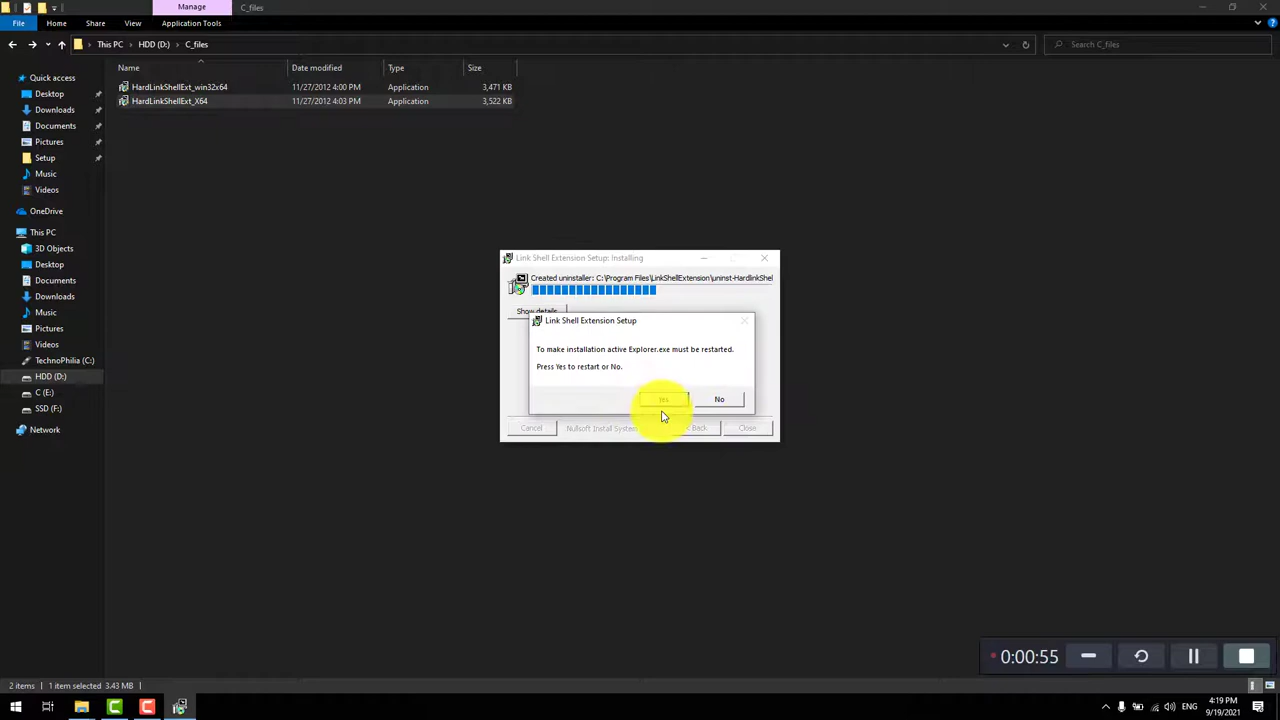 Manage
C_files
File
Home
Share
View
Application Tools
This PC
HDD (D:)
C_files
Search C_files
Name
Date modified
Type
Size
HardLinkShellExt_win32x64
11/27/2012 4:00 PM
Application
3,471 KB
HardLinkShellExt_X64
11/27/2012 4:03 PM
Application
3,522 KB
Quick access
Desktop
Downloads
Documents
Pictures
Setup
Music
Videos
OneDrive
This PC
3D Objects
Desktop
Documents
Downloads
Music
Pictures
Videos
TechnoPhilia (C:)
HDD (D:)
C (E:)
SSD (F:)
Network
Link Shell Extension Setup: Installing
Created uninstaller: C:\Program Files\LinkShellExtension\uninst-HardlinkShel
Show details
Link Shell Extension Setup
To make installation active Explorer.exe must be restarted.
Press Yes to restart or No.
Yes
No
Cancel
Nullsoft Install System
< Back
Close
0:00:55
2 items
1 item selected 3.43 MB
4:19 PM
9/19/2021